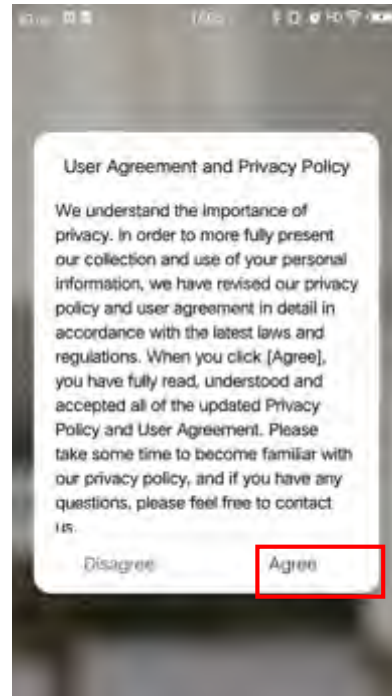 User Agreement and Privacy Policy
We understand the importance of
privacy. In order to more fully present
our collection and use of your personal
information, we have revised our privacy
policy and user agreement in detail in
accordance with the latest laws and
regulations. When you click [Agree],
you have fully read, understood and
accepted all of the updated Privacy
Policy and User Agreement. Please
take some time to become familiar with
our privacy policy, and if you have any
questions, please feel free to contact
us.
Disagree Agree